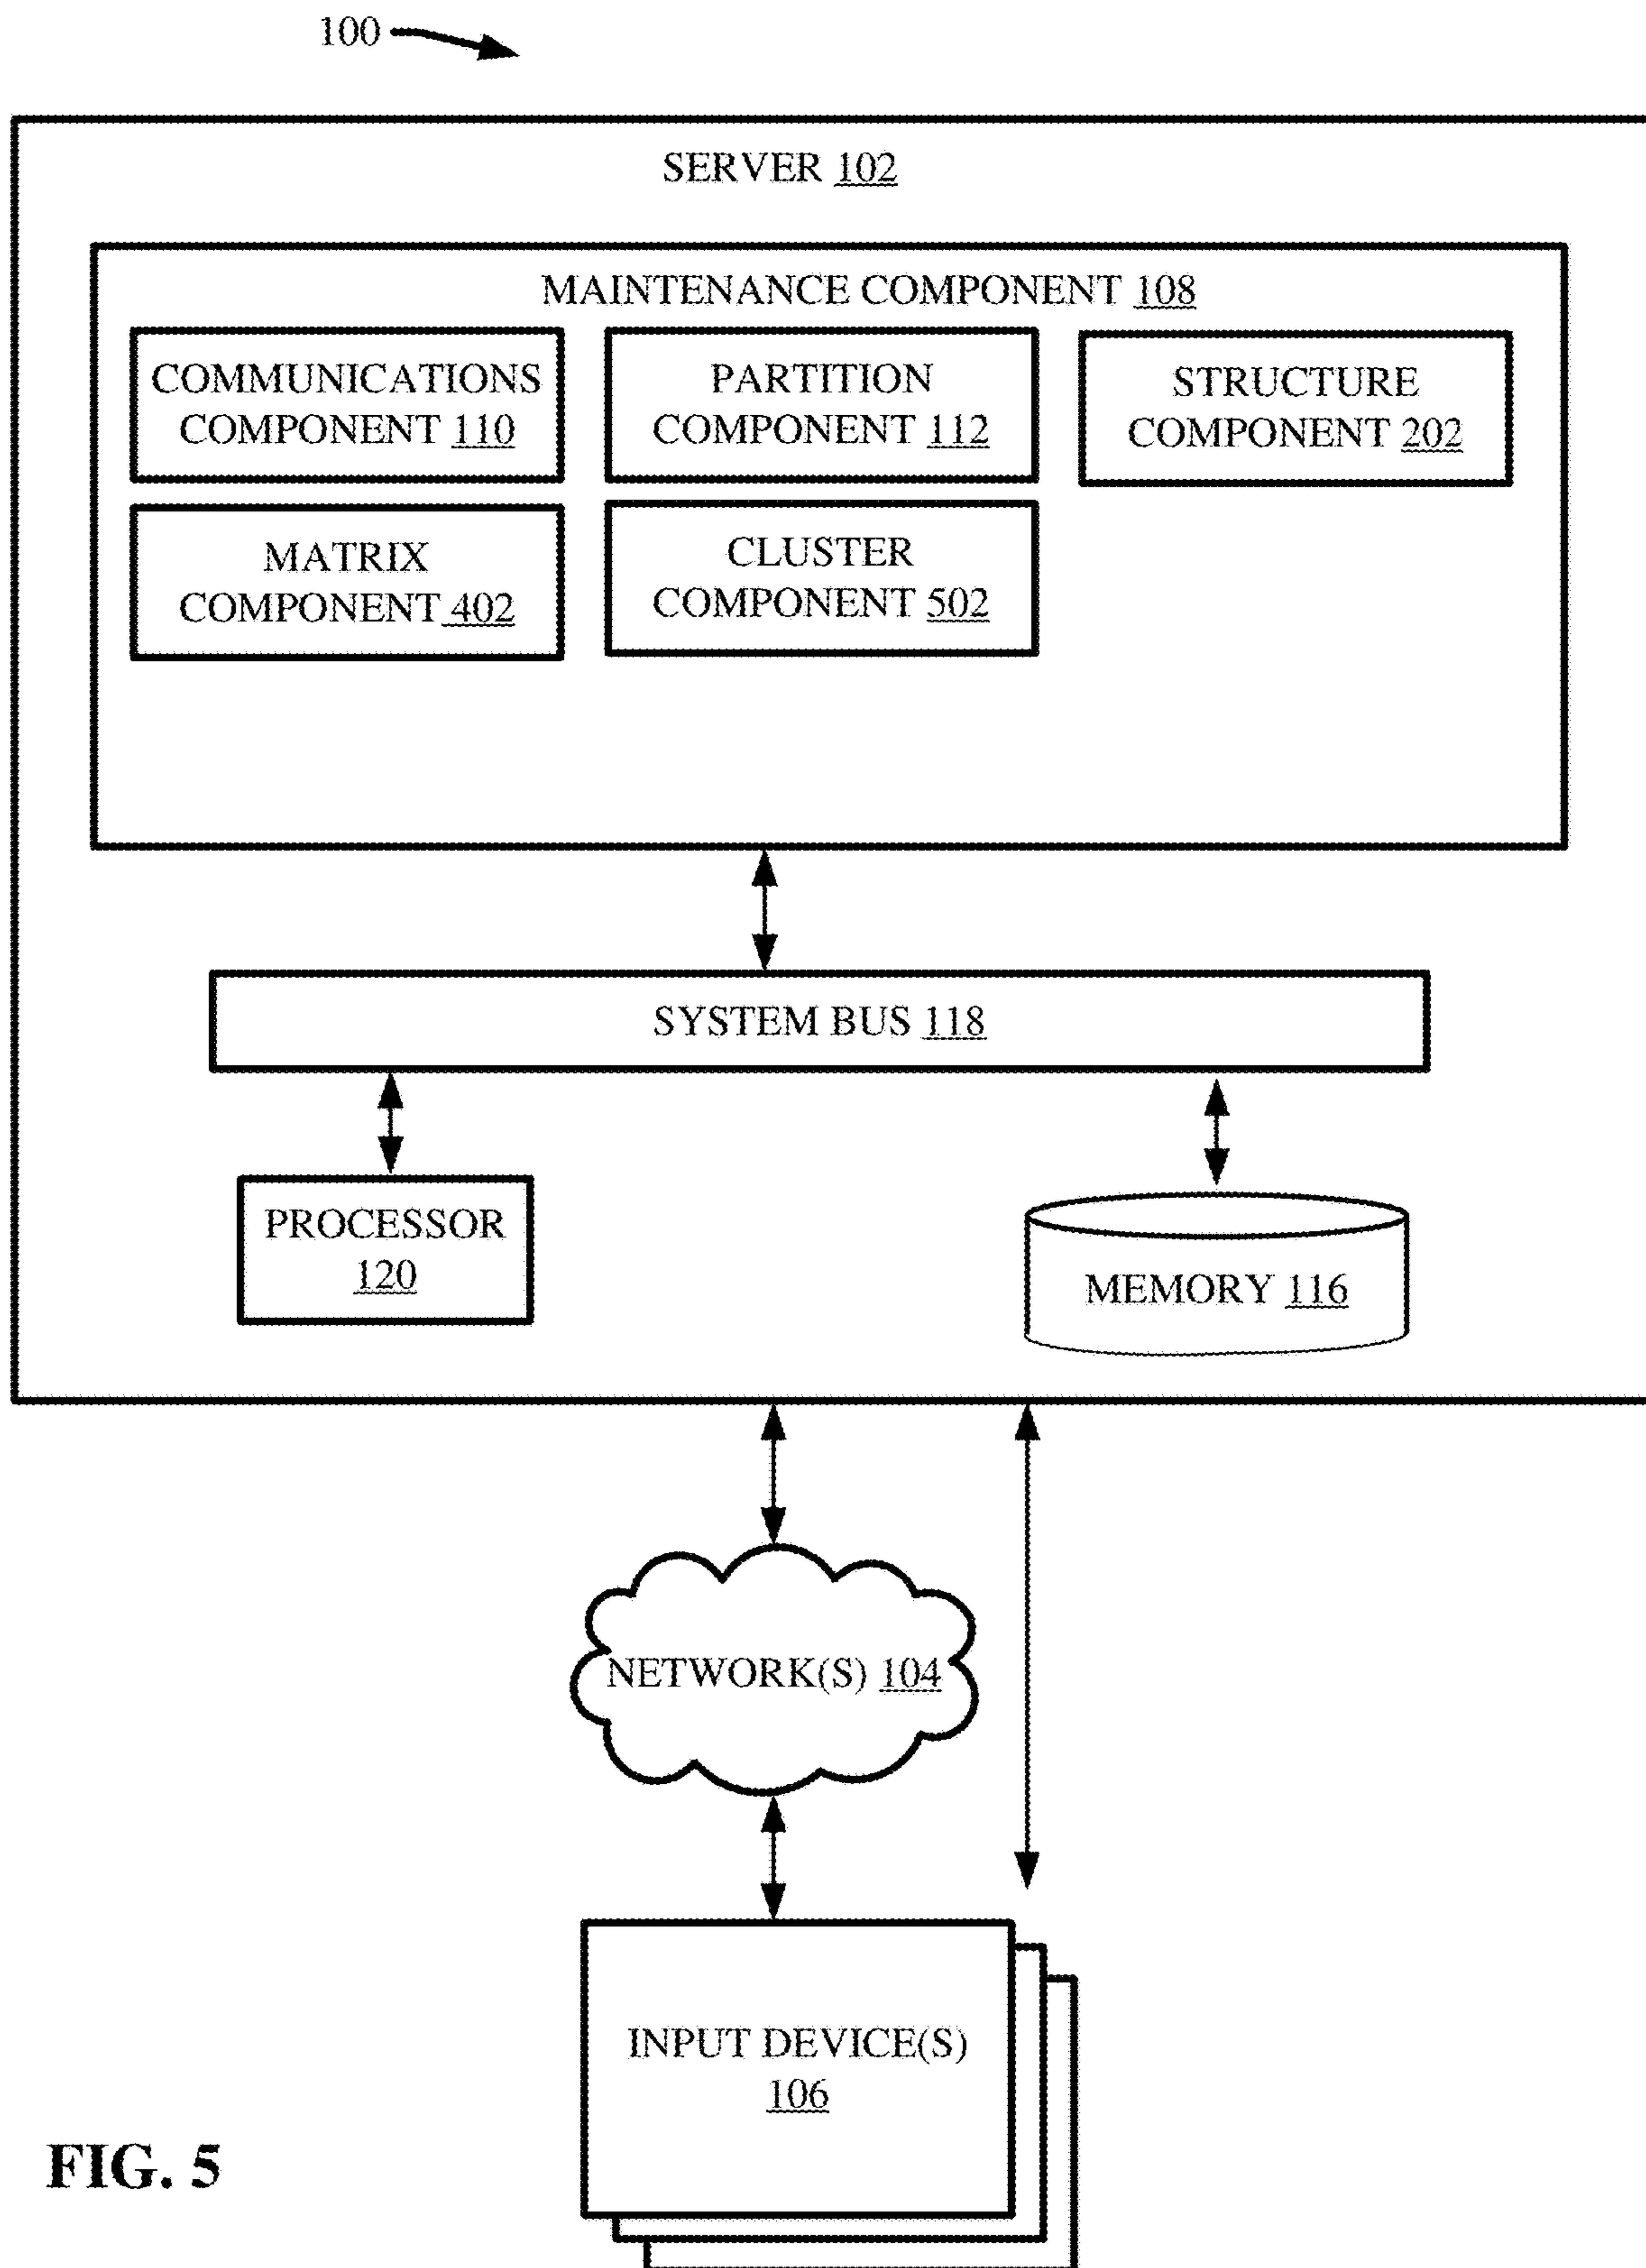 100
SERVER 102
MAINTENANCE COMPONENT 108
COMMUNICATIONS
COMPONENT 110
PARTITION
COMPONENT 112
STRUCTURE
COMPONENT 202
MATRIX
COMPONENT 402
CLUSTER
COMPONENT 502
SYSTEM BUS 118
PROCESSOR
120
MEMORY 116
NETWORK(S) 104
INPUT DEVICE(S)
106
FIG. 5